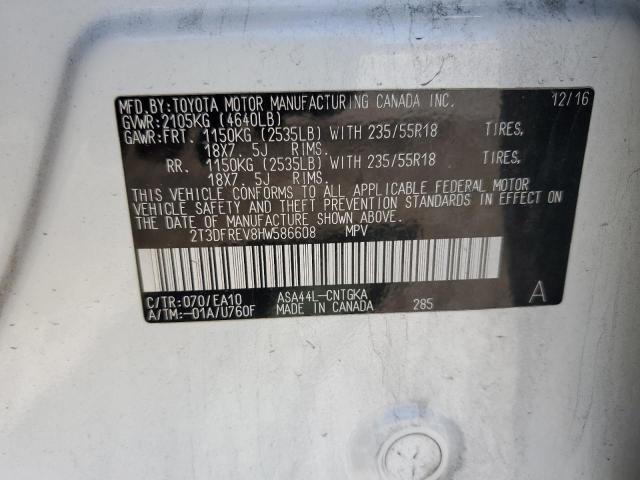 MFD.BY:TOYOTA MOTOR MANUFACTURING CANADA INC. 12/16
GVWR:2105KG (4640LB)
GAWR:FRT. 1150KG (2535LB) WITH 235/55R18 TIRES,
18X7 5J RIMS.
RR. 1150KG (2535LB) WITH 235/55R18 TIRES,
18X7 5J RIMS.
THIS VEHICLE CONFORMS TO ALL APPLICABLE FEDERAL MOTOR
VEHICLE SAFETY AND THEFT PREVENTION STANDARDS IN EFFECT ON
THE DATE OF MANUFACTURE SHOWN ABOVE.
2T3DFREV8HW586608 MPV
C/TR:070/EA10 ASA44L-CNTGKA A
A/TM:-01A/U760F MADE IN CANADA 285